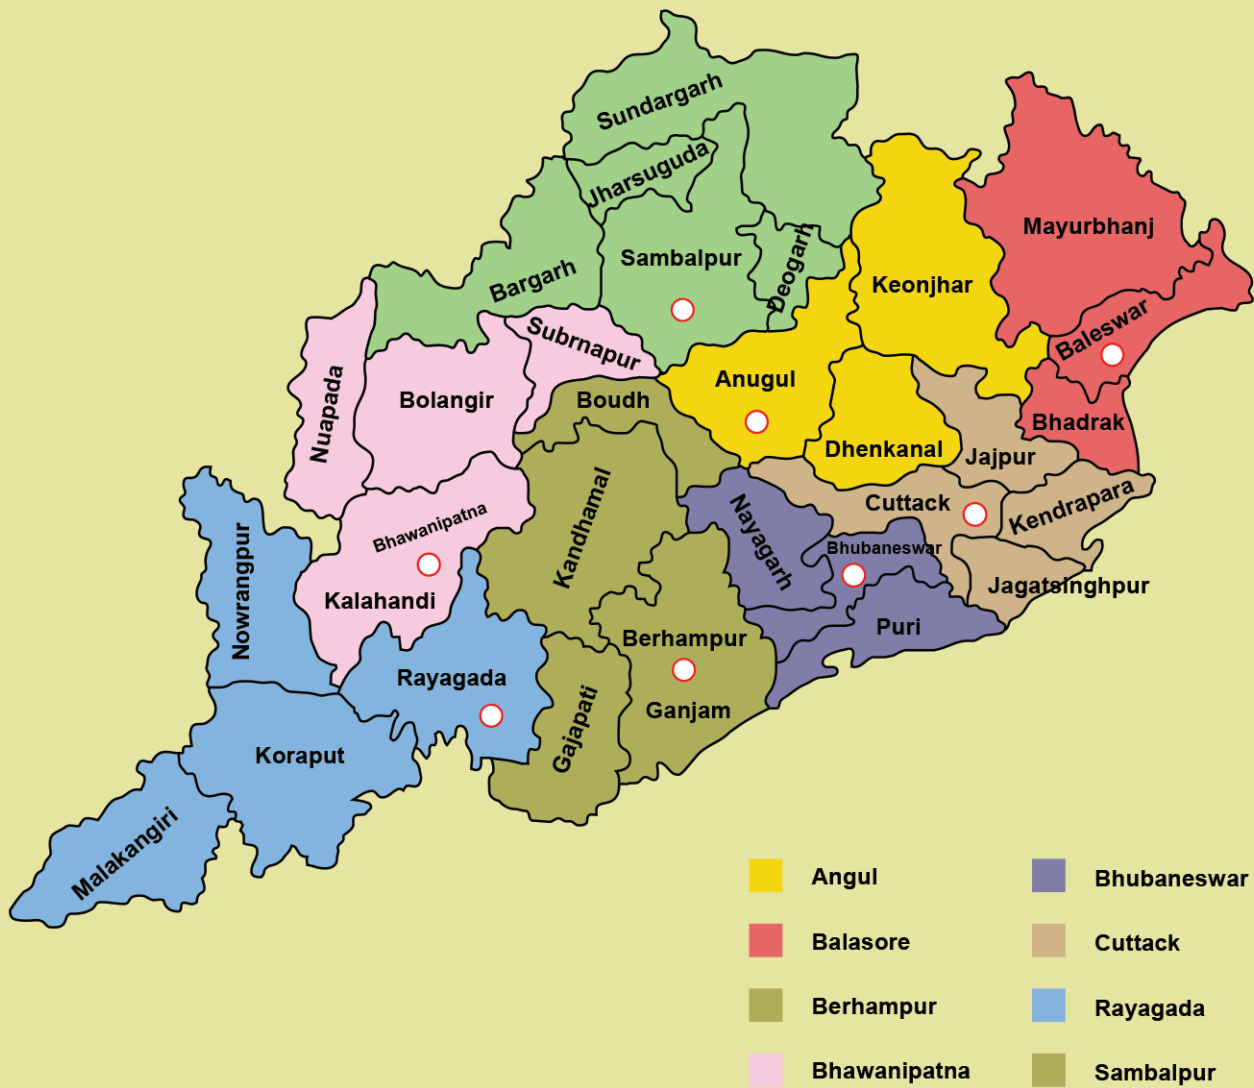 Sundargarh
Jharsuguda
Mayurbhanj
Sambalpur
Deogarh
Keonjhar
Bargarh
Baleswar
Subrnapur
Anugul
Nuapada
Bolangir
Boudh
Bhadrak
Dhenkanal
Jajpur
Cuttack
Kendrapara
Bhawanipatna
Kandhamal
Nayagarh
Bhubaneswar
Nowrangpur
Kalahandi
Jagatsinghpur
Puri
Berhampur
Rayagada
Ganjam
Gajapati
Koraput
Malakangiri
Angul
Bhubaneswar
Balasore
Cuttack
Berhampur
Rayagada
Bhawanipatna
Sambalpur